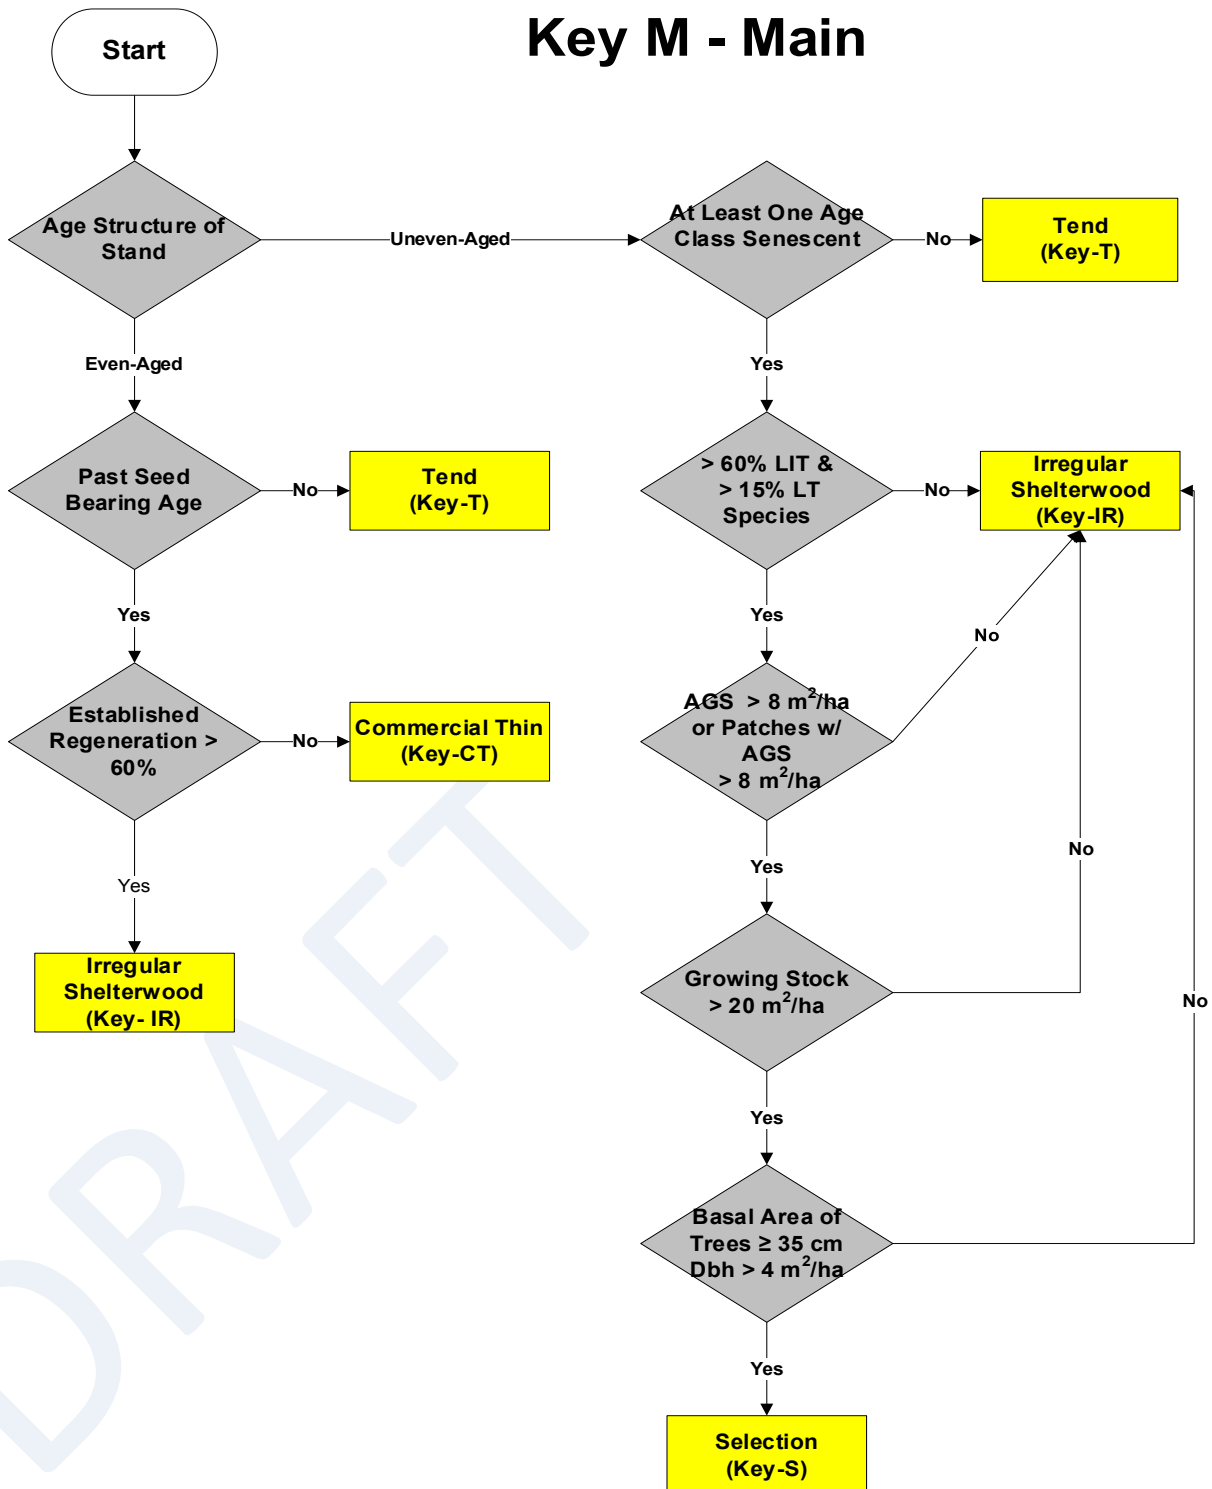 Key M - Main
Start
Age Structure of
Stand
Uneven-Aged
At Least One Age
Class Senescent
No
Tend
(Key-T)
Even-Aged
Yes
Past Seed
Bearing Age
No
Tend
(Key-T)
> 60% LIT &
> 15% LT
Species
No
Irregular
Shelterwood
(Key-IR)
Yes
Yes
No
Established
Regeneration >
60%
No
Commercial Thin
(Key-CT)
AGS > 8 m²/ha
or Patches w/
AGS
> 8 m²/ha
No
Yes
Yes
Irregular
Shelterwood
(Key- IR)
Growing Stock
> 20 m²/ha
No
Yes
Basal Area of
Trees ≥ 35 cm
Dbh > 4 m²/ha
Yes
Selection
(Key-S)
DRAFT